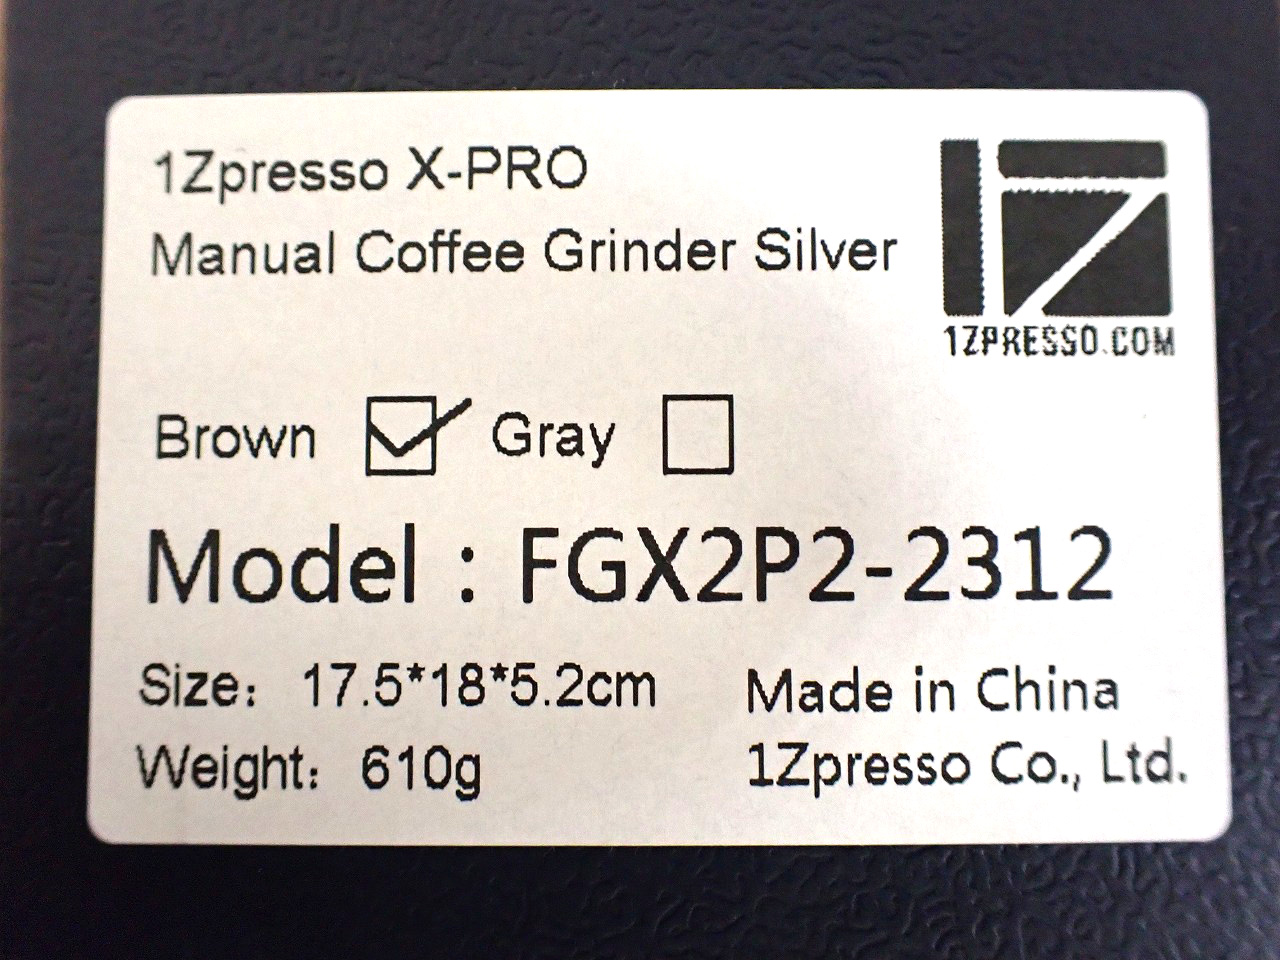 1Zpresso X-PRO
Manual Coffee Grinder Silver
1ZPRESSO.COM
Brown Gray
Model : FGX2P2-2312
Size: 17.5*18*5.2cm
Weight: 610g
Made in China
1Zpresso Co., Ltd.